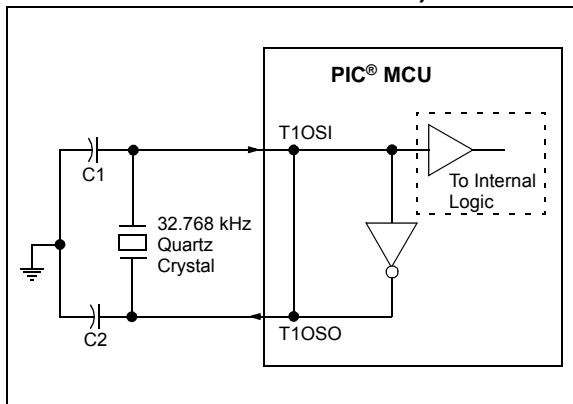 PIC® MCU
T1OSI
C1
To Internal
Logic
32.768 kHz
Quartz
Crystal
C2
T1OSO